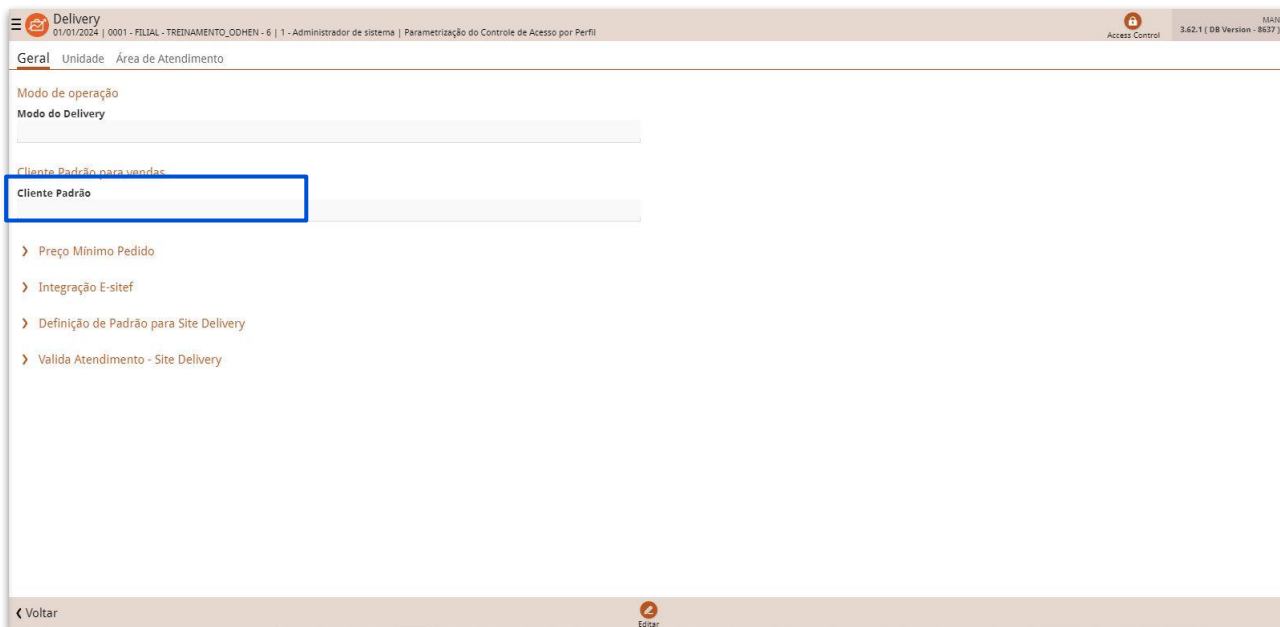 Delivery
01/01/2024 | 0001 - FILIAL - TREINAMENTO_ODHEN - 6 | 1 - Administrador de sistema | Parametrização do Controle de Acesso por Perfil
Access Control
MAN
3.62.1 ( DB Version - 8637 )
Geral Unidade Área de Atendimento
Modo de operação
Modo do Delivery
Cliente Padrão para vendas
Cliente Padrão
Preço Mínimo Pedido
Integração E-sitef
Definição de Padrão para Site Delivery
Valida Atendimento - Site Delivery
Voltar
Editar